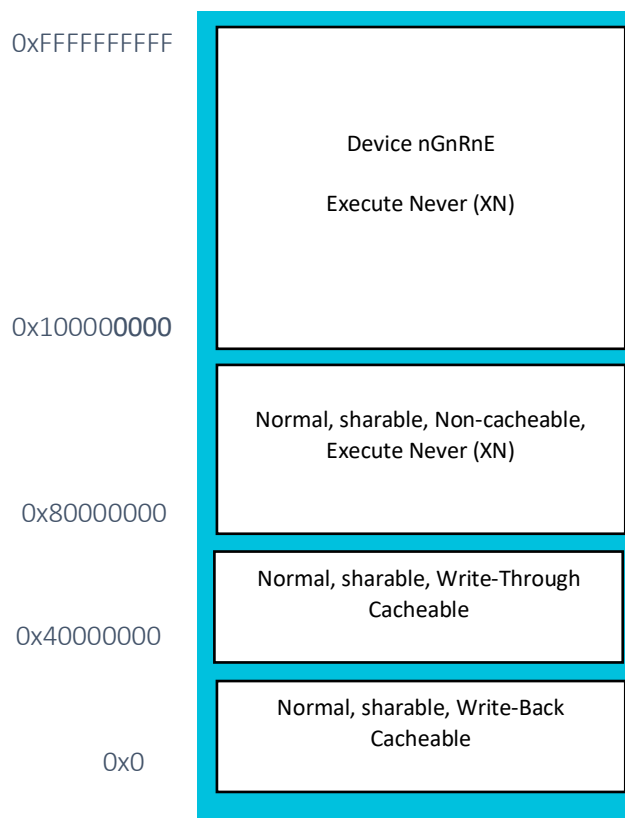 0xFFFFFFFFFF
Device nGnRnE
Execute Never (XN)
0x100000000
Normal, sharable, Non-cacheable,
Execute Never (XN)
0x80000000
Normal, sharable, Write-Through
Cacheable
0x40000000
Normal, sharable, Write-Back
Cacheable
0x0